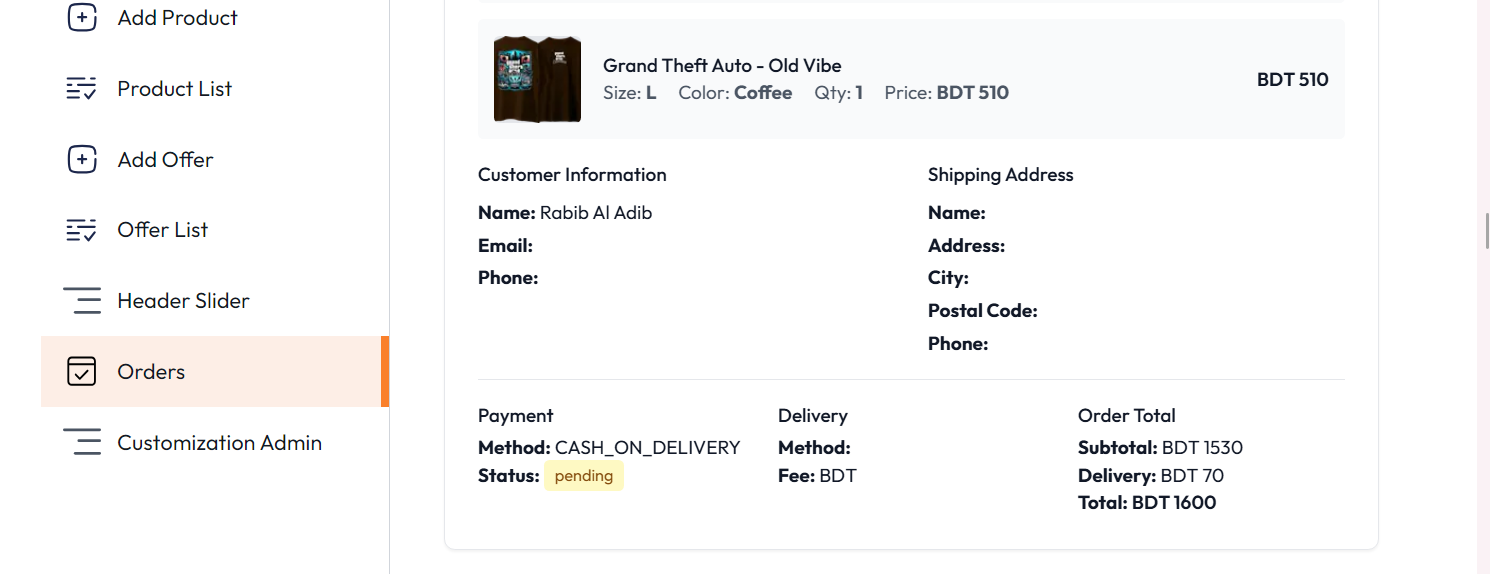 Add Product
Product List
Add Offer
Offer List
Header Slider
Orders
Customization Admin
Grand Theft Auto - Old Vibe
Size: L Color: Coffee Qty: 1 Price: BDT 510
BDT 510
Customer Information
Name: Rabib Al Adib
Email:
Phone:
Shipping Address
Name:
Address:
City:
Postal Code:
Phone:
Payment
Method: CASH_ON_DELIVERY
Status: pending
Delivery
Method:
Fee: BDT
Order Total
Subtotal: BDT 1530
Delivery: BDT 70
Total: BDT 1600